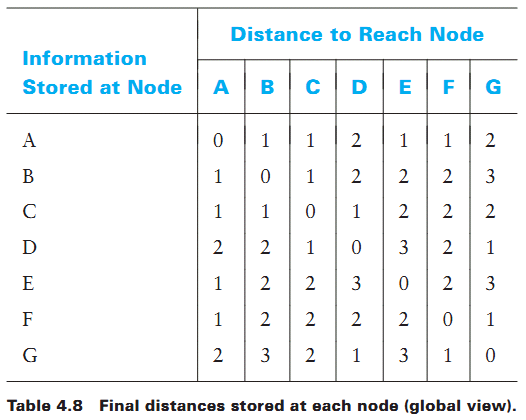 Distance to Reach Node
Information
Stored at Node A B C D E F G
A 0 1 1 2 1 1 2
B 1 0 1 2 2 2 3
C 1 1 0 1 2 2 2
D 2 2 1 0 3 2 1
E 1 2 2 3 0 2 3
F 1 2 2 2 2 0 1
G 2 3 2 1 3 1 0
Table 4.8 Final distances stored at each node (global view).